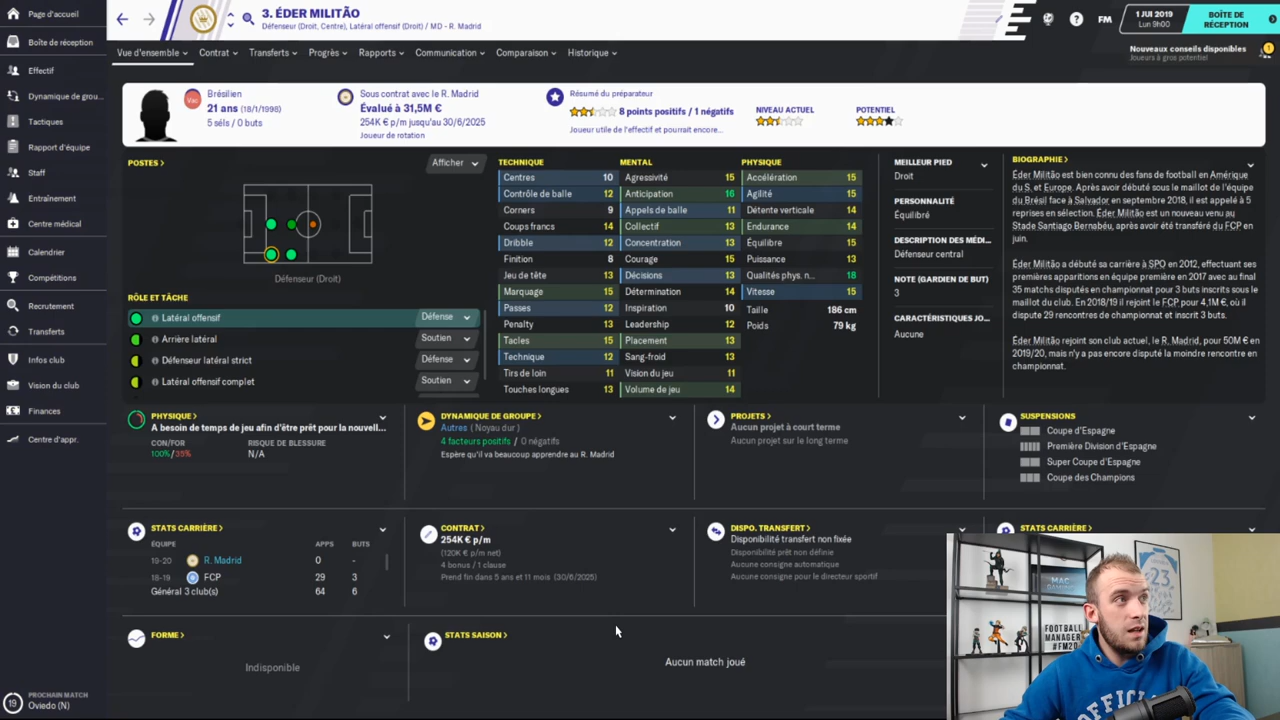 Page d'accueil
Boîte de réception
Effectif
Dynamique de grou...
Tactiques
Rapport d'équipe
Staff
Entraînement
Centre médical
Calendrier
Compétitions
Recrutement
Transferts
Infos club
Vision du club
Finances
Centre d'appr.
19
PROCHAIN MATCH
Oviedo (N)
3. ÉDER MILITÃO
Défenseur (Droit, Centre), Latéral offensif (Droit) / MD - R. Madrid
FM
1 JUI 2019
Lun 9h00
BOÎTE DE RÉCEPTION
Vue d'ensemble
Contrat
Transferts
Progrès
Rapports
Communication
Comparaison
Historique
Nouveaux conseils disponibles
Joueurs à gros potentiel
1
Vac
Brésilien
21 ans (18/1/1998)
5 séls / 0 buts
Sous contrat avec le R. Madrid
Évalué à 31,5M €
254K € p/m jusqu'au 30/6/2025
Joueur de rotation
Résumé du préparateur
8 points positifs / 1 négatifs
Joueur utile de l'effectif et pourrait encore...
NIVEAU ACTUEL
POTENTIEL
POSTES
Afficher
Défenseur (Droit)
RÔLE ET TÂCHE
Latéral offensif Défense
Arrière latéral Soutien
Défenseur latéral strict Défense
Latéral offensif complet Soutien
TECHNIQUE
Centres 10
Contrôle de balle 12
Corners 9
Coups francs 14
Dribble 12
Finition 8
Jeu de tête 13
Marquage 15
Passes 12
Penalty 13
Tacles 15
Technique 12
Tirs de loin 11
Touches longues 13
MENTAL
Agressivité 15
Anticipation 16
Appels de balle 11
Collectif 13
Concentration 13
Courage 15
Décisions 13
Détermination 14
Inspiration 10
Leadership 12
Placement 13
Sang-froid 13
Vision du jeu 11
Volume de jeu 14
PHYSIQUE
Accélération 15
Agilité 15
Détente verticale 14
Endurance 14
Équilibre 15
Puissance 13
Qualités phys. n... 18
Vitesse 15
Taille 186 cm
Poids 79 kg
MEILLEUR PIED
Droit
PERSONNALITÉ
Équilibré
DESCRIPTION DES MÉDI...
Défenseur central
NOTE (GARDIEN DE BUT)
3
CARACTÉRISTIQUES JO...
Aucune
BIOGRAPHIE
Éder Militão est bien connu des fans de football en Amérique
du S. et Europe. Après avoir débuté sous le maillot de l'équipe
du Brésil face à Salvador en septembre 2018, il est appelé à 5
reprises en sélection. Éder Militão est un nouveau venu au
Stade Santiago Bernabéu, après avoir été transféré du FCP en
juin.
Éder Militão a débuté sa carrière à SPO en 2012, effectuant ses
premières apparitions en équipe première en 2017 avec au final
35 matchs disputés en championnat pour 3 buts inscrits sous le
maillot du club. En 2018/19 il rejoint le FCP pour 4,1M €, où il
dispute 29 rencontres de championnat et inscrit 3 buts.
Éder Militão rejoint son club actuel, le R. Madrid, pour 50M € en
2019/20, mais n'y a pas encore disputé la moindre rencontre en
championnat.
PHYSIQUE
A besoin de temps de jeu afin d'être prêt pour la nouvell...
CON/FOR
100%/35%
RISQUE DE BLESSURE
N/A
DYNAMIQUE DE GROUPE
Autres (Noyau dur)
4 facteurs positifs / 0 négatifs
Espère qu'il va beaucoup apprendre au R. Madrid
PROJETS
Aucun projet à court terme
Aucun projet sur le long terme
SUSPENSIONS
Coupe d'Espagne
Première Division d'Espagne
Super Coupe d'Espagne
Coupe des Champions
STATS CARRIÈRE
ÉQUIPE APPS BUTS
19-20 R. Madrid 0 -
18-19 FCP 29 3
Général 3 club(s) 64 6
CONTRAT
254K € p/m
(120K € p/m net)
4 bonus / 1 clause
Prend fin dans 5 ans et 11 mois (30/6/2025)
DISPO. TRANSFERT
Disponibilité transfert non fixée
Disponibilité prêt non définie
Aucune consigne automatique
Aucune consigne pour le directeur sportif
STATS CARRIÈRE
FORME
Indisponible
STATS SAISON
Aucun match joué
MAC
23
FOOTBALL
MANAGER
#FM20
OFFIC